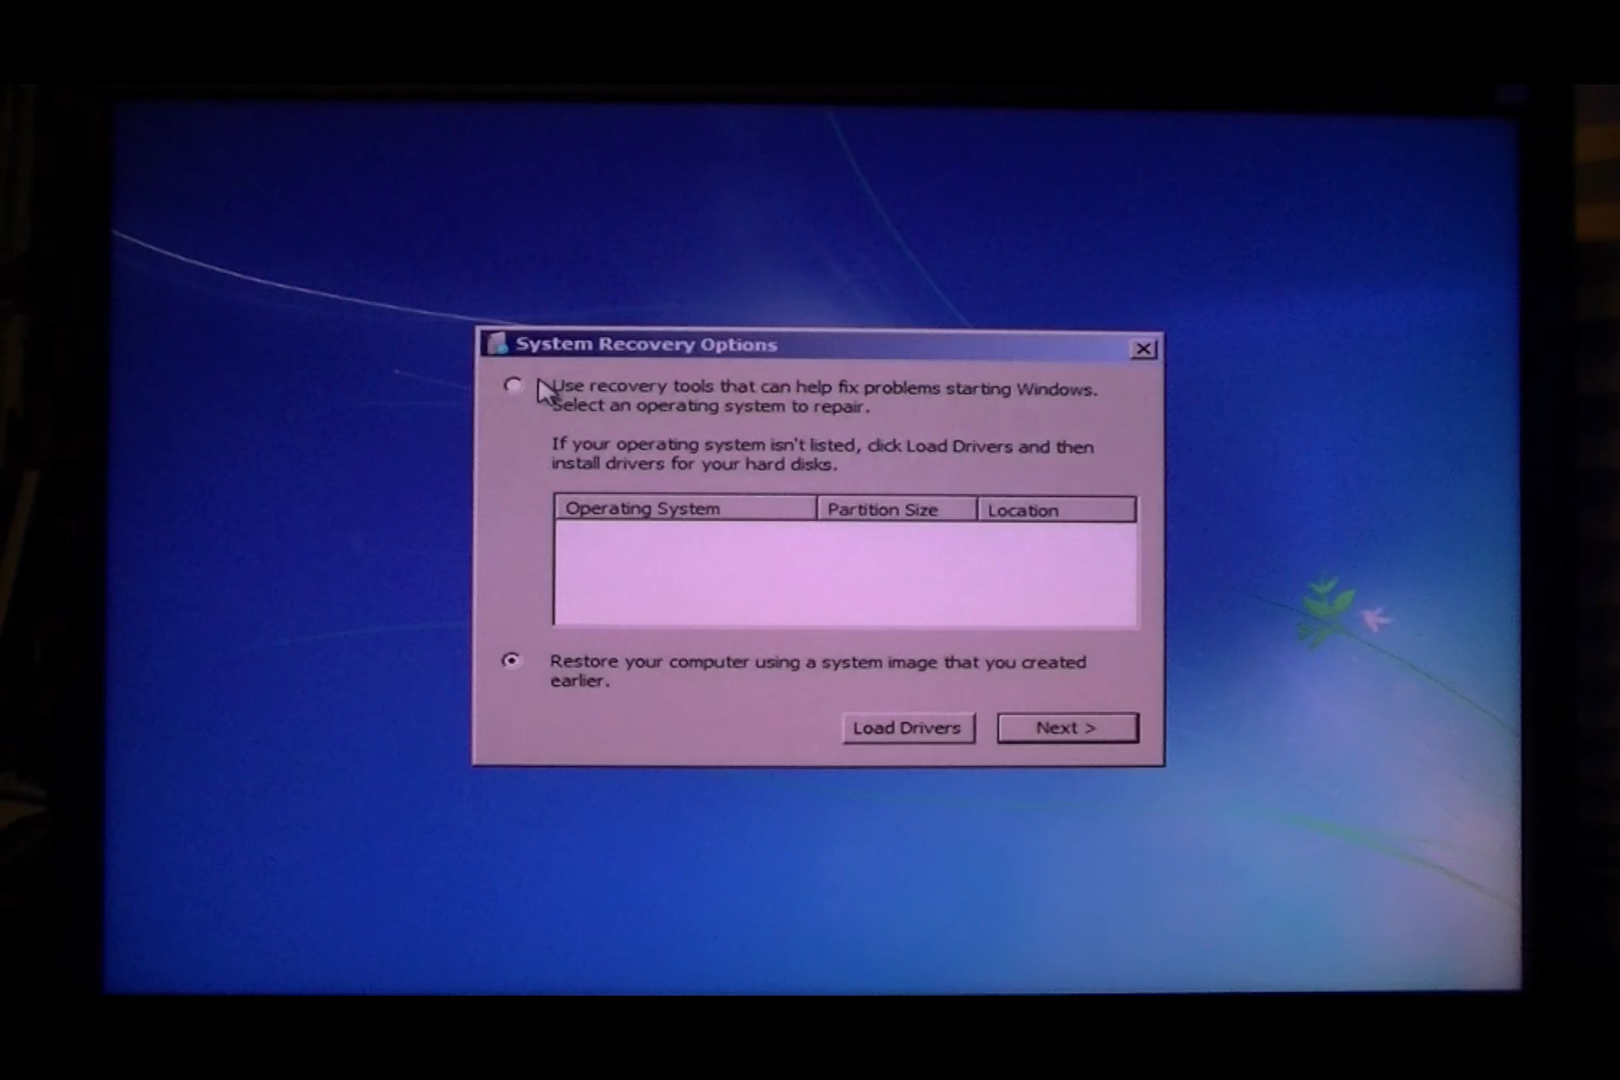 System Recovery Options
Use recovery tools that can help fix problems starting Windows.
Select an operating system to repair.
If your operating system isn't listed, click Load Drivers and then
install drivers for your hard disks.
Operating System Partition Size Location
Restore your computer using a system image that you created
earlier.
Load Drivers Next >